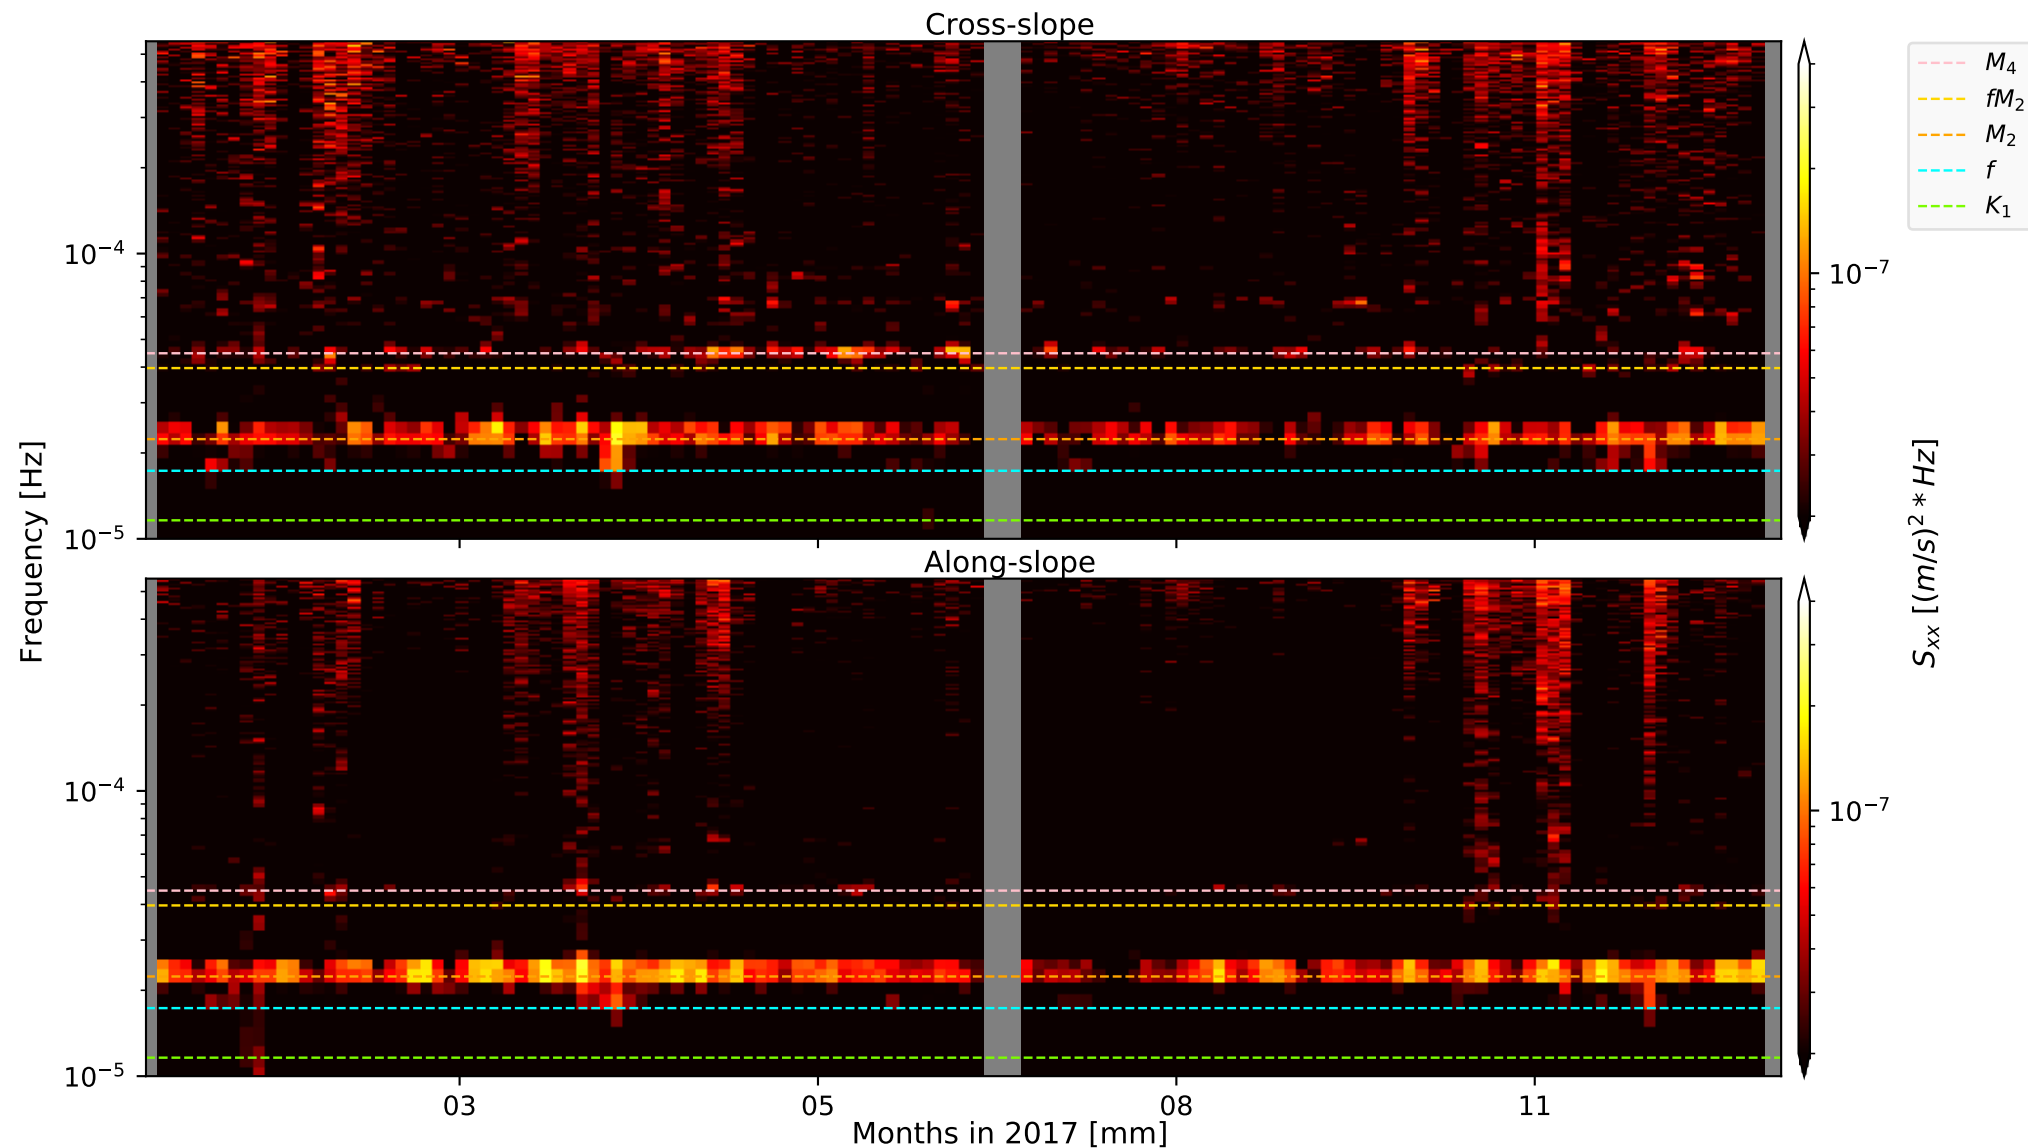 Cross-slope
M₄
fM₂
M₂
f
K₁
10⁻⁴
10⁻⁵
10⁻⁷
Frequency [Hz]
Sₓₓ [(m/s)² * Hz]
Along-slope
10⁻⁴
10⁻⁵
10⁻⁷
03 05 08 11
Months in 2017 [mm]